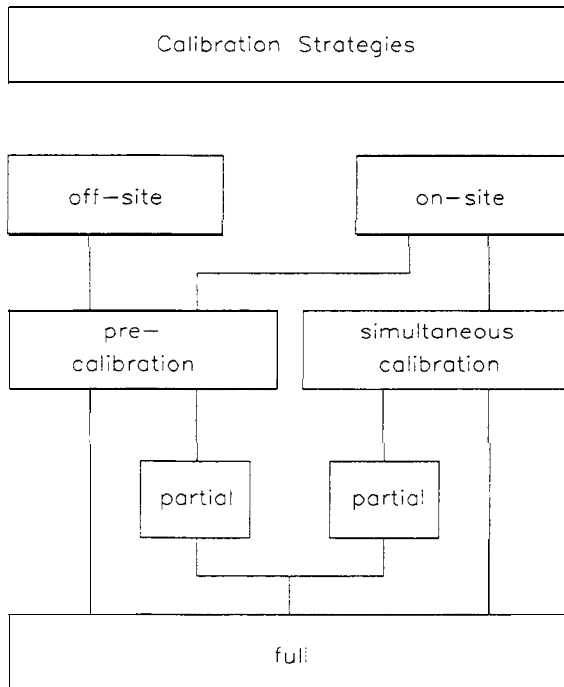 Calibration Strategies
off-site
on-site
pre-
calibration
simultaneous
calibration
partial
partial
full